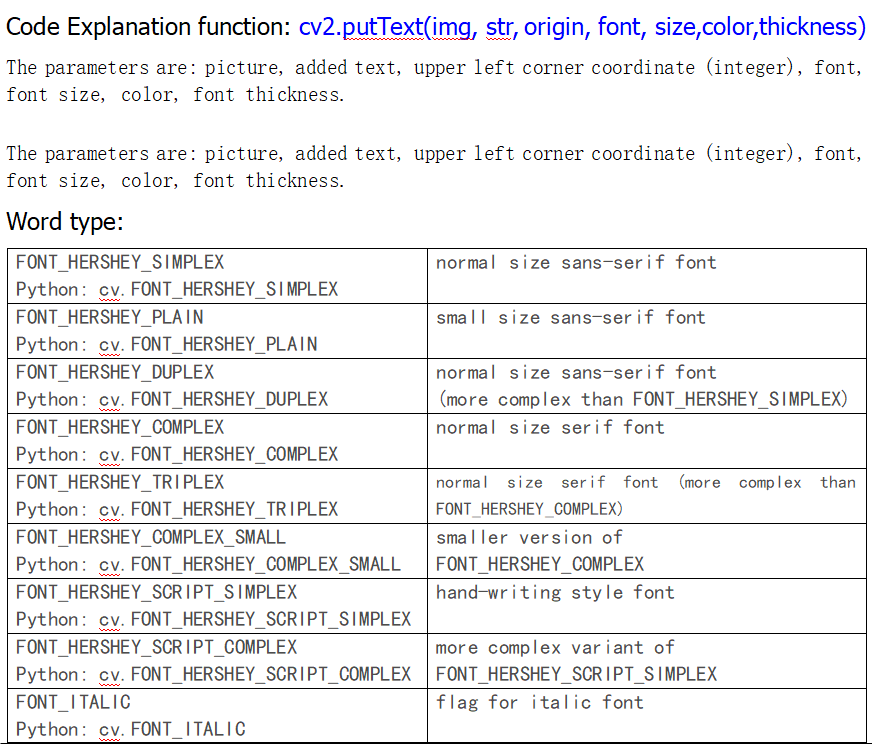 Code Explanation function: cv2.putText(img, str, origin, font, size,color,thickness)
The parameters are: picture, added text, upper left corner coordinate (integer), font,
font size, color, font thickness.
The parameters are: picture, added text, upper left corner coordinate (integer), font,
font size, color, font thickness.
Word type:
FONT_HERSHEY_SIMPLEX
Python: cv.FONT_HERSHEY_SIMPLEX
normal size sans-serif font
FONT_HERSHEY_PLAIN
Python: cv.FONT_HERSHEY_PLAIN
small size sans-serif font
FONT_HERSHEY_DUPLEX
Python: cv.FONT_HERSHEY_DUPLEX
normal size sans-serif font
(more complex than FONT_HERSHEY_SIMPLEX)
FONT_HERSHEY_COMPLEX
Python: cv.FONT_HERSHEY_COMPLEX
normal size serif font
FONT_HERSHEY_TRIPLEX
Python: cv.FONT_HERSHEY_TRIPLEX
normal size serif font (more complex than
FONT_HERSHEY_COMPLEX)
FONT_HERSHEY_COMPLEX_SMALL
Python: cv.FONT_HERSHEY_COMPLEX_SMALL
smaller version of
FONT_HERSHEY_COMPLEX
FONT_HERSHEY_SCRIPT_SIMPLEX
Python: cv.FONT_HERSHEY_SCRIPT_SIMPLEX
hand-writing style font
FONT_HERSHEY_SCRIPT_COMPLEX
Python: cv.FONT_HERSHEY_SCRIPT_COMPLEX
more complex variant of
FONT_HERSHEY_SCRIPT_SIMPLEX
FONT_ITALIC
Python: cv.FONT_ITALIC
flag for italic font